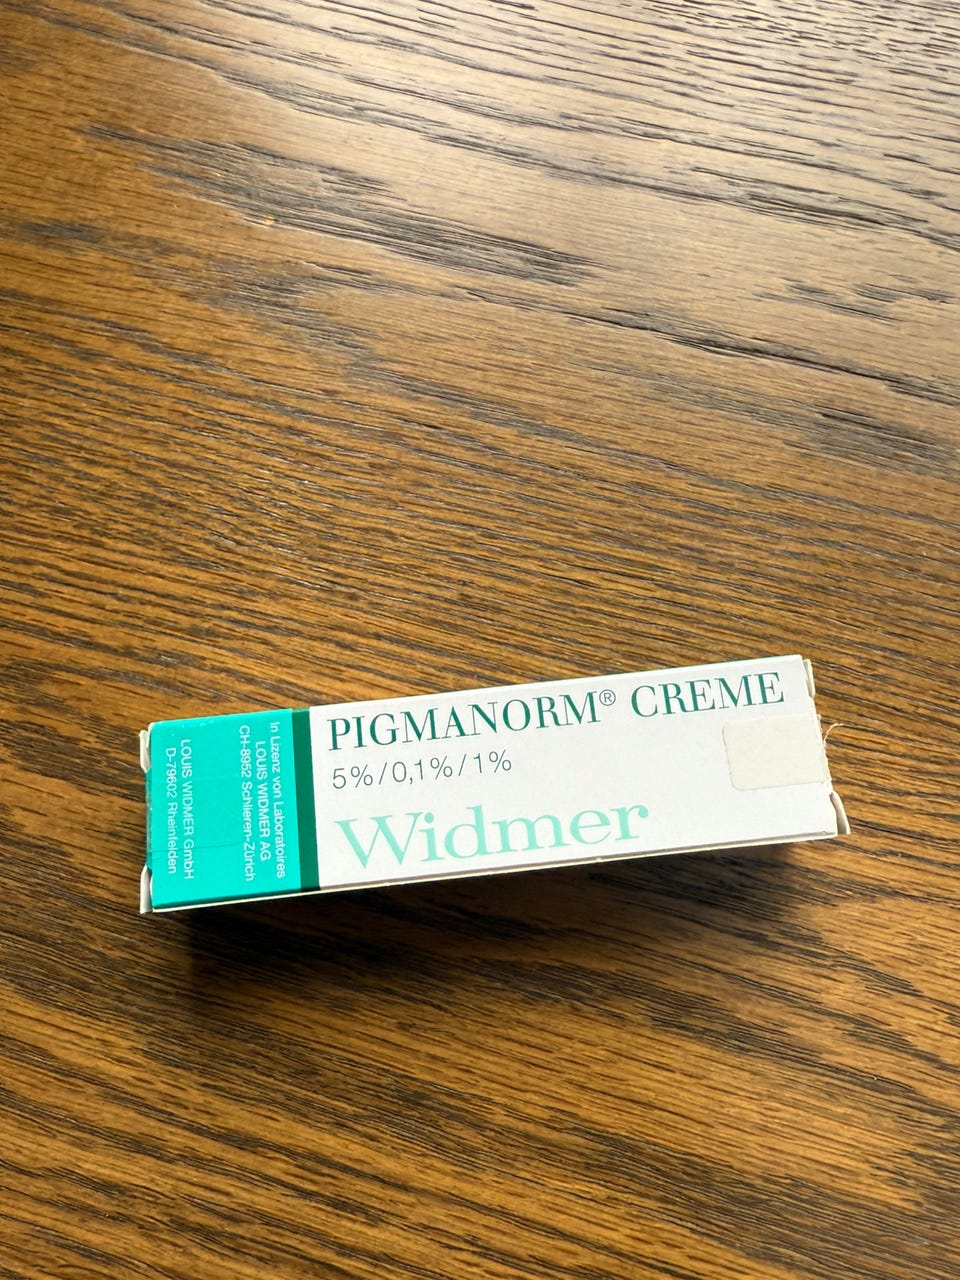 PIGMANORM® CREME
5%/0,1%/1%
Widmer
In Lizenz von Laboratoires
LOUIS WIDMER AG
CH-8952 Schlieren-Zürich
LOUIS WIDMER GmbH
D-79602 Rheinfelden